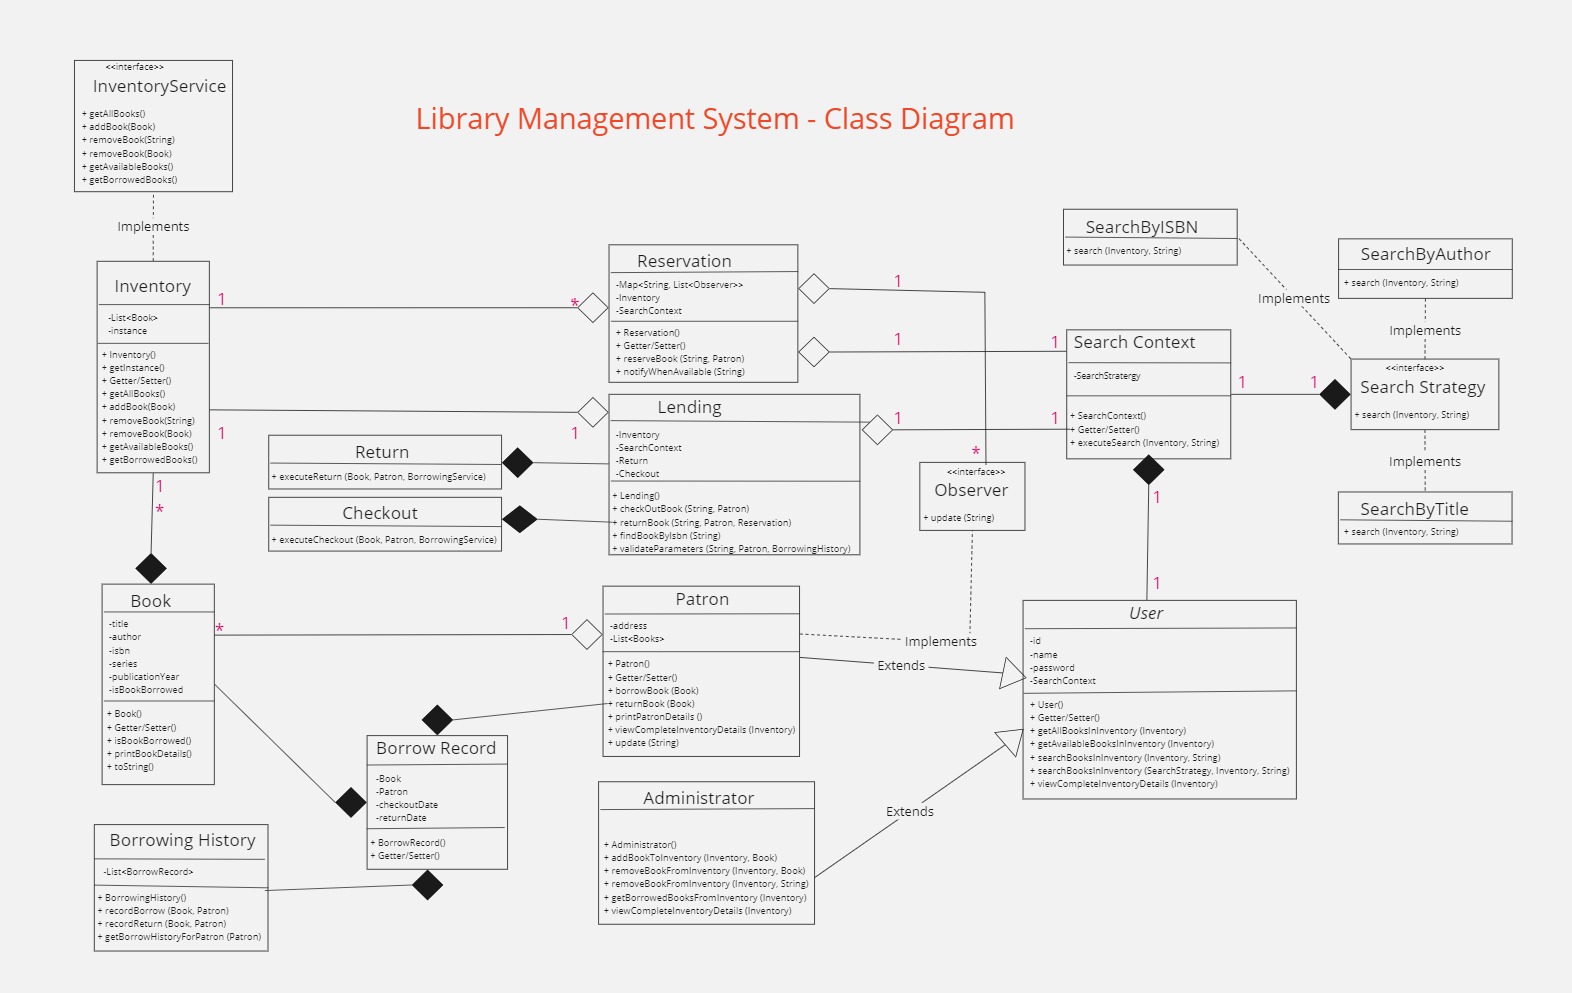 Library Management System - Class Diagram
<<interface>>
InventoryService
+ getAllBooks()
+ addBook(Book)
+ removeBook(String)
+ removeBook(Book)
+ getAvailableBooks()
+ getBorrowedBooks()
Implements
Inventory
-List<Book>
-instance
+ Inventory()
+ getInstance()
+ Getter/Setter()
+ getAllBooks()
+ addBook(Book)
+ removeBook(String)
+ removeBook(Book)
+ getAvailableBooks()
+ getBorrowedBooks()
1
*
1
1
1
*
Reservation
-Map<String, List<Observer>>
-Inventory
-SearchContext
+ Reservation()
+ Getter/Setter()
+ reserveBook (String, Patron)
+ notifyWhenAvailable (String)
1
1
1
Lending
-Inventory
-SearchContext
-Return
-Checkout
+ Lending()
+ checkOutBook (String, Patron)
+ returnBook (String, Patron, Reservation)
+ findBookByIsbn (String)
+ validateParameters (String, Patron, BorrowingHistory)
1
1
Return
+ executeReturn (Book, Patron, BorrowingService)
Checkout
+ executeCheckout (Book, Patron, BorrowingService)
*
<<interface>>
Observer
+ update (String)
SearchByISBN
+ search (Inventory, String)
Implements
SearchByAuthor
+ search (Inventory, String)
Implements
Search Context
-SearchStratergy
+ SearchContext()
+ Getter/Setter()
+ executeSearch (Inventory, String)
1
1
<<interface>>
Search Strategy
+ search (Inventory, String)
Implements
SearchByTitle
+ search (Inventory, String)
1
1
Book
-title
-author
-isbn
-series
-publicationYear
-isBookBorrowed
+ Book()
+ Getter/Setter()
+ isBookBorrowed()
+ printBookDetails()
+ toString()
*
1
Patron
-address
-List<Books>
+ Patron()
+ Getter/Setter()
+ borrowBook (Book)
+ returnBook (Book)
+ printPatronDetails ()
+ viewCompleteInventoryDetails (Inventory)
+ update (String)
Implements
Extends
User
-id
-name
-password
-SearchContext
+ User()
+ Getter/Setter()
+ getAllBooksInInventory (Inventory)
+ getAvailableBooksInInventory (Inventory)
+ searchBooksInInventory (Inventory, String)
+ searchBooksInInventory (SearchStrategy, Inventory, String)
+ viewCompleteInventoryDetails (Inventory)
Borrow Record
-Book
-Patron
-checkoutDate
-returnDate
+ BorrowRecord()
+ Getter/Setter()
Administrator
+ Administrator()
+ addBookToInventory (Inventory, Book)
+ removeBookFromInventory (Inventory, Book)
+ removeBookFromInventory (Inventory, String)
+ getBorrowedBooksFromInventory (Inventory)
+ viewCompleteInventoryDetails (Inventory)
Extends
Borrowing History
-List<BorrowRecord>
+ BorrowingHistory()
+ recordBorrow (Book, Patron)
+ recordReturn (Book, Patron)
+ getBorrowHistoryForPatron (Patron)